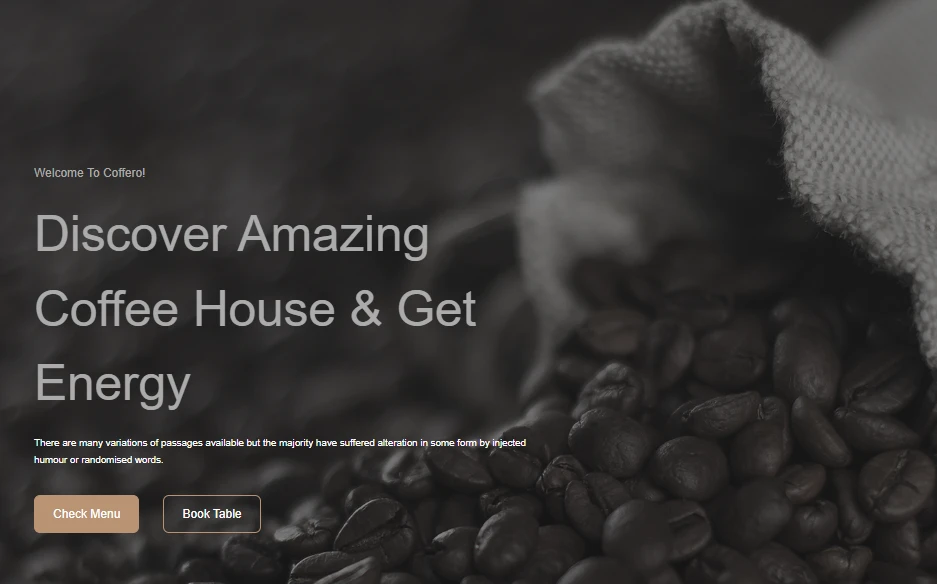 Welcome To Coffero!
Discover Amazing
Coffee House & Get
Energy
There are many variations of passages available but the majority have suffered alteration in some form by injected
humour or randomised words.
Check Menu
Book Table